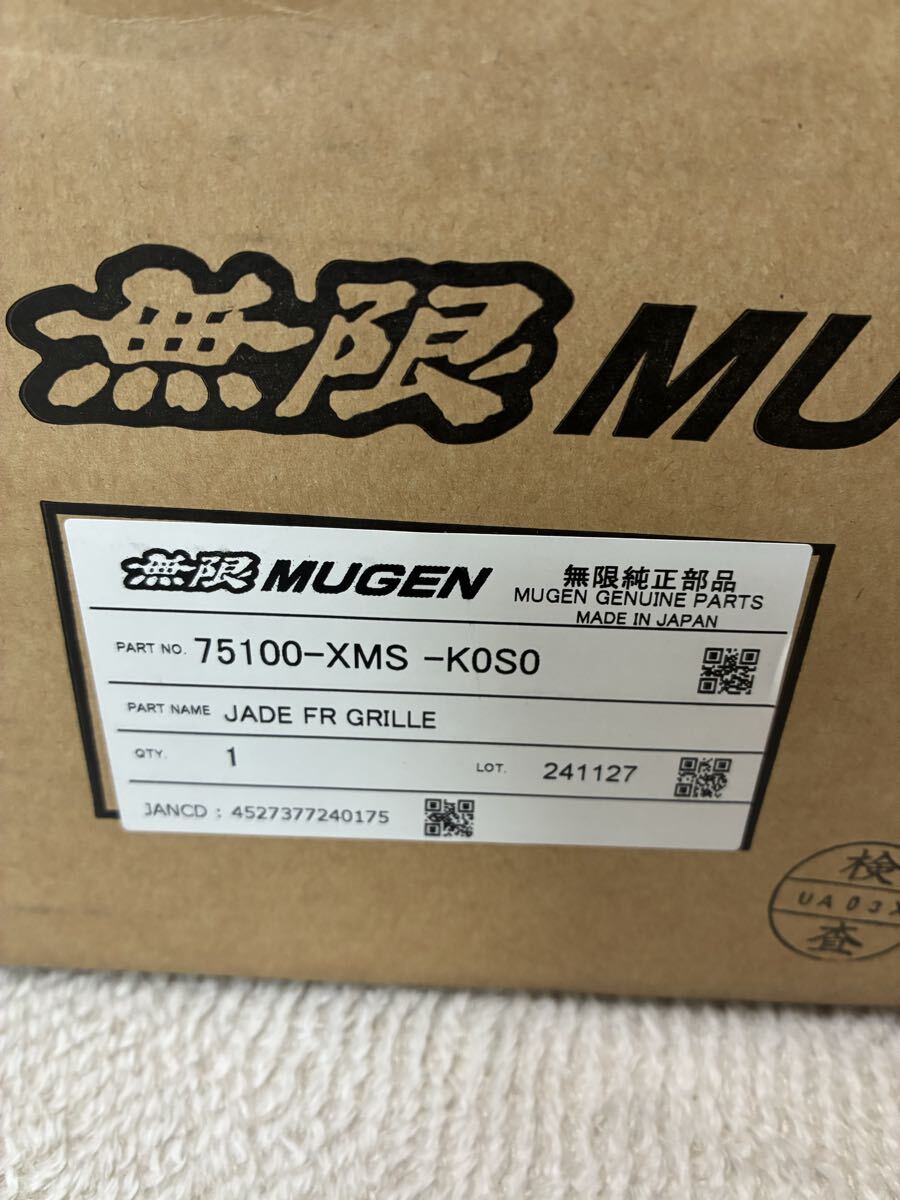 無限 MU
無限 MUGEN
無限純正部品
MUGEN GENUINE PARTS
MADE IN JAPAN
PART NO. 75100-XMS -K0S0
PART NAME JADE FR GRILLE
QTY. 1 LOT. 241127
JANCD : 4527377240175
検
UA03X
査